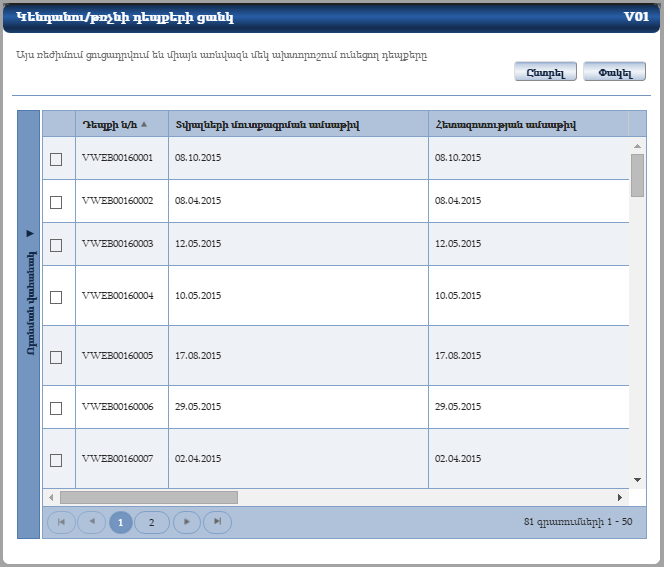 Կենդանու/թռչնի դեպքերի ցանկ
V01
Այս ռեժիմում ցուցադրվում են միայն առնվազն մեկ ախտորոշում ունեցող դեպքերը
Ընտրել
Փակել
Որոնման վահանակ
Դեպքի ն/հ
Տվյալների մուտքագրման ամսաթիվ
Հետազոտության ամսաթիվ
VWEB00160001 08.10.2015 08.10.2015
VWEB00160002 08.04.2015 08.04.2015
VWEB00160003 12.05.2015 12.05.2015
VWEB00160004 10.05.2015 10.05.2015
VWEB00160005 17.08.2015 17.08.2015
VWEB00160006 29.05.2015 29.05.2015
VWEB00160007 02.04.2015 02.04.2015
1 2
81 գրառումների 1 - 50